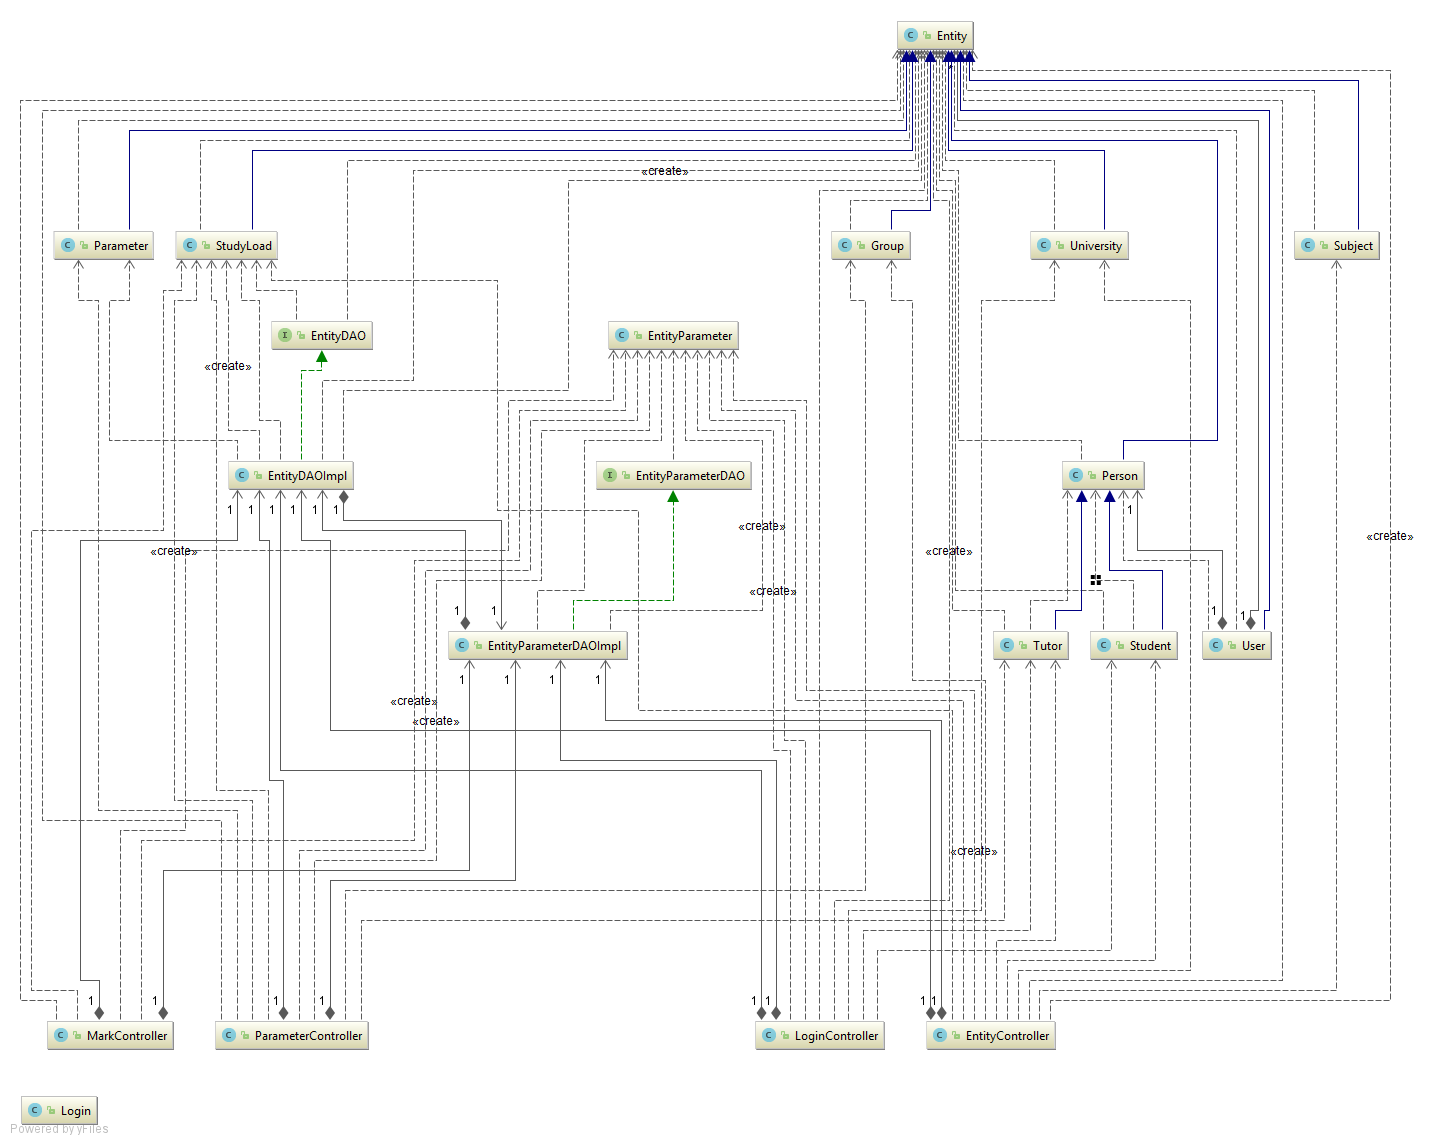 Entity
«create»
Parameter
StudyLoad
Group
University
Subject
EntityDAO
EntityParameter
«create»
EntityDAOImpl
EntityParameterDAO
Person
1
1
1
1
1
1
1
«create»
«create»
«create»
«create»
«create»
1
1
1
1
EntityParameterDAOImpl
Tutor
Student
User
1
1
1
1
«create»
«create»
«create»
1
1
1
1
1
1
1
1
MarkController
ParameterController
LoginController
EntityController
Login
Powered by yFiles